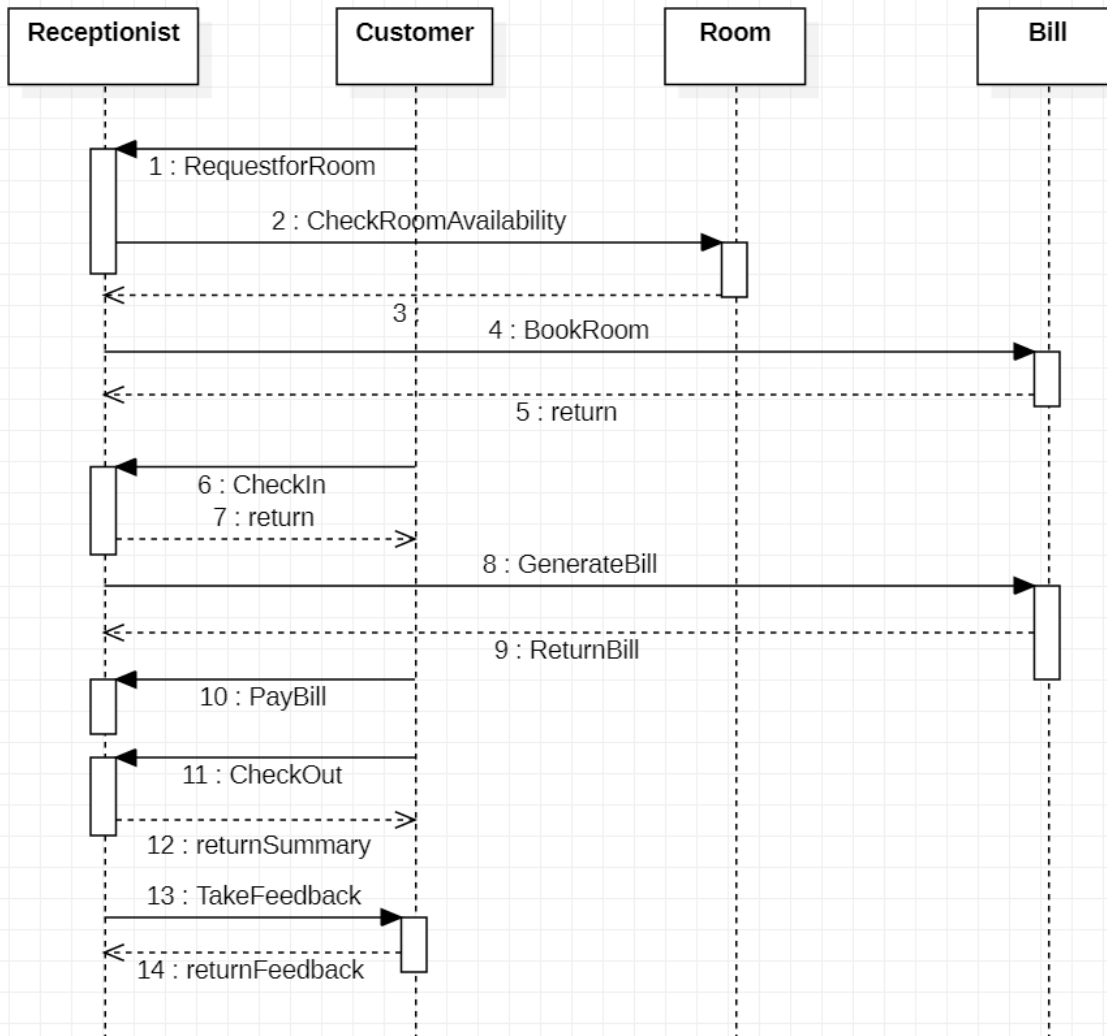 Receptionist
Customer
Room
Bill
1 : RequestforRoom
2 : CheckRoomAvailability
3 :
4 : BookRoom
5 : return
6 : CheckIn
7 : return
8 : GenerateBill
9 : ReturnBill
10 : PayBill
11 : CheckOut
12 : returnSummary
13 : TakeFeedback
14 : returnFeedback